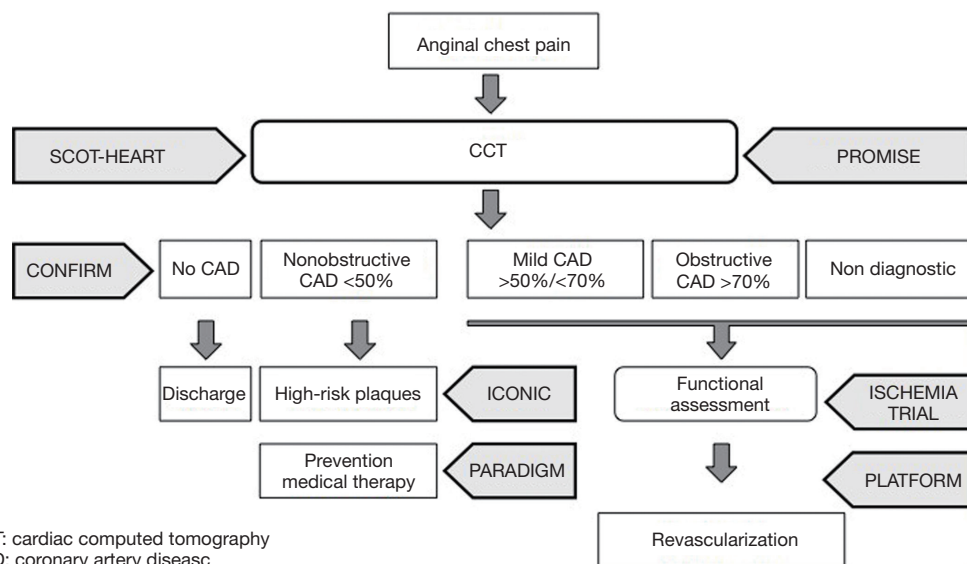 Anginal chest pain
SCOT-HEART
CCT
PROMISE
CONFIRM
No CAD
Nonobstructive
CAD <50%
Mild CAD
>50%/<70%
Obstructive
CAD >70%
Non diagnostic
Discharge
High-risk plaques
ICONIC
Functional
assessment
ISCHEMIA
TRIAL
Prevention
medical therapy
PARADIGM
PLATFORM
Revascularization
T: cardiac computed tomography
D: coronary artery diseasc